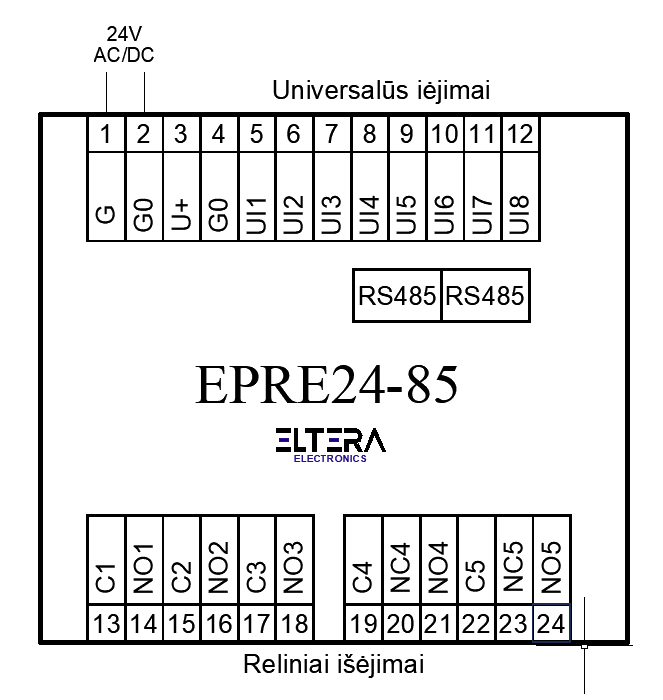 24V
AC/DC
Universalūs iėjimai
1 2 3 4 5 6 7 8 9 10 11 12
G G0 U+ G0 UI1 UI2 UI3 UI4 UI5 UI6 UI7 UI8
RS485 RS485
EPRE24-85
ELTERA
ELECTRONICS
C1 NO1 C2 NO2 C3 NO3 C4 NC4 NO4 C5 NC5 NO5
13 14 15 16 17 18 19 20 21 22 23 24
Reliniai išėjimai